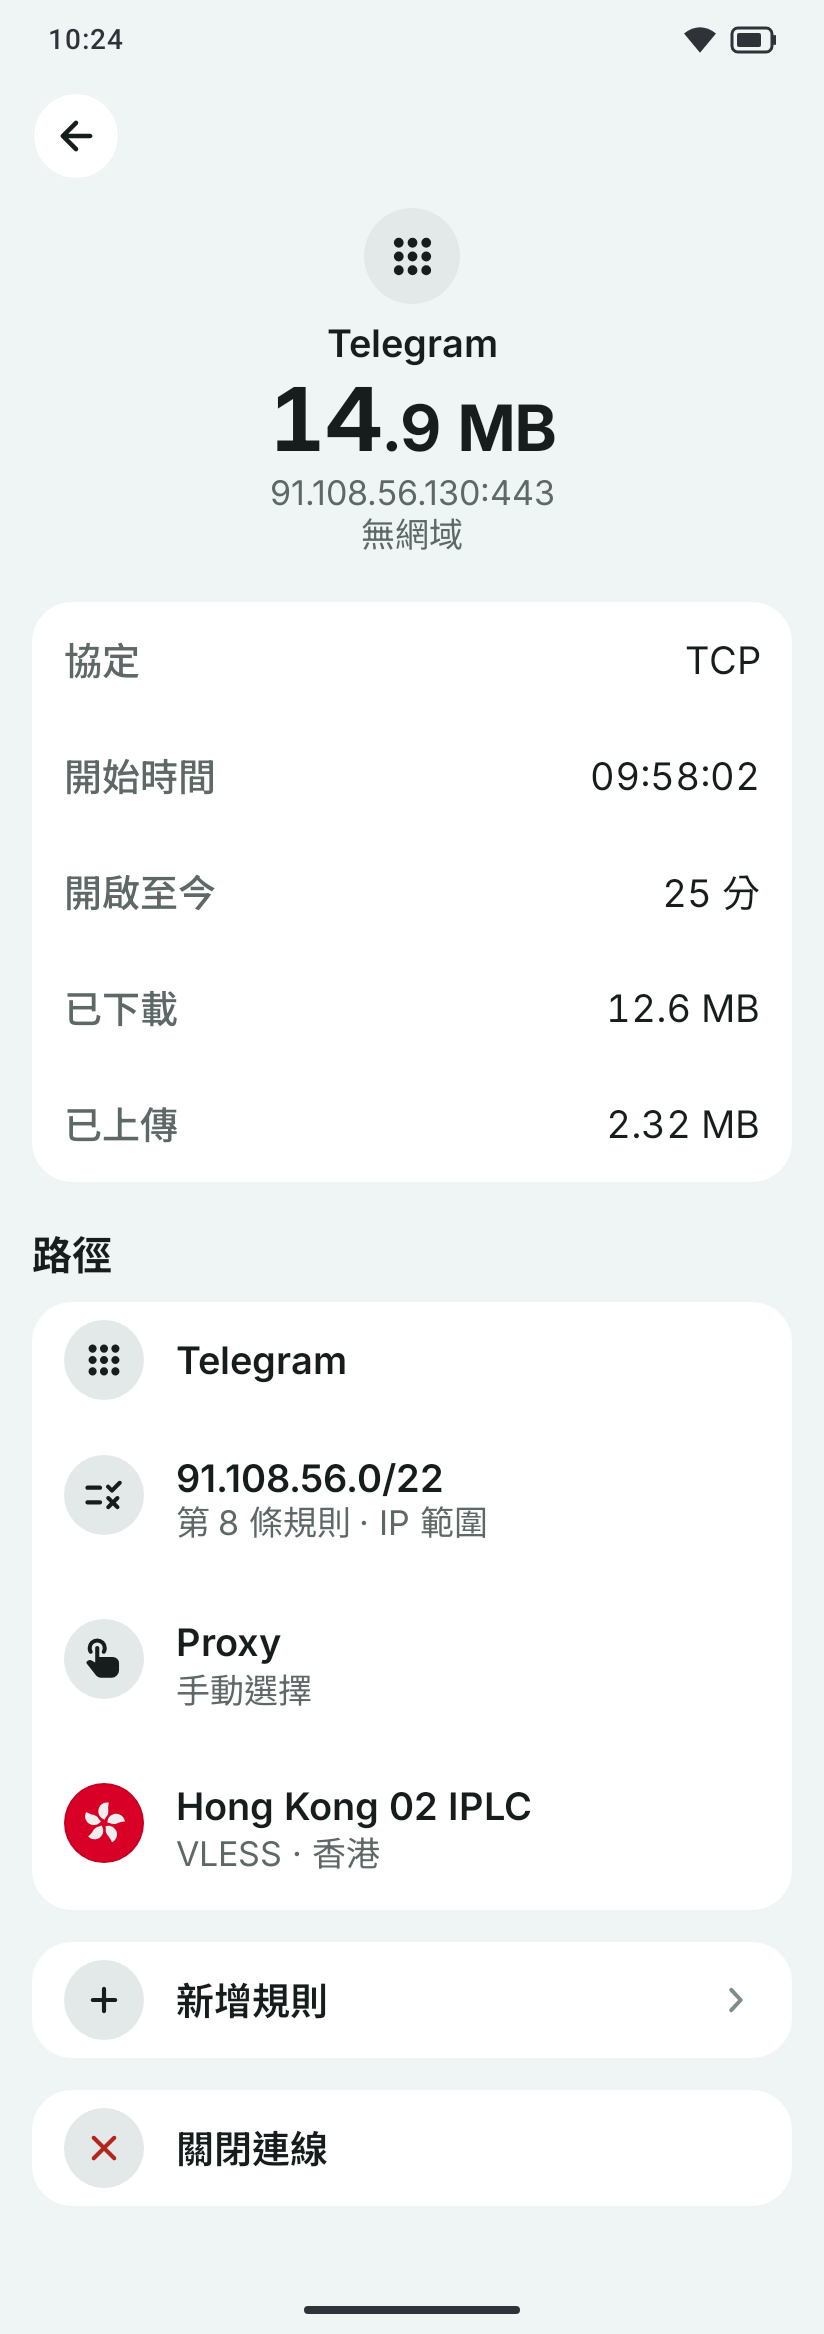 10:24
Telegram
14.9 MB
91.108.56.130:443
無網域
協定
TCP
開始時間
09:58:02
開啟至今
25 分
已下載
12.6 MB
已上傳
2.32 MB
路徑
Telegram
91.108.56.0/22
第 8 條規則 · IP 範圍
Proxy
手動選擇
Hong Kong 02 IPLC
VLESS · 香港
新增規則
關閉連線